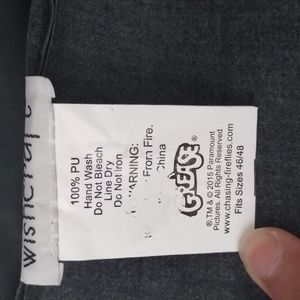 wishcraft
100% PU
Hand Wash
Do Not Bleach
Line Dry
Do Not Iron
WARNING:
From Fire.
China
GREASE®
®,TM & © 2015 Paramount
Pictures. All Rights Reserved
www.chasing-fireflies.com
Fits Sizes 46/48